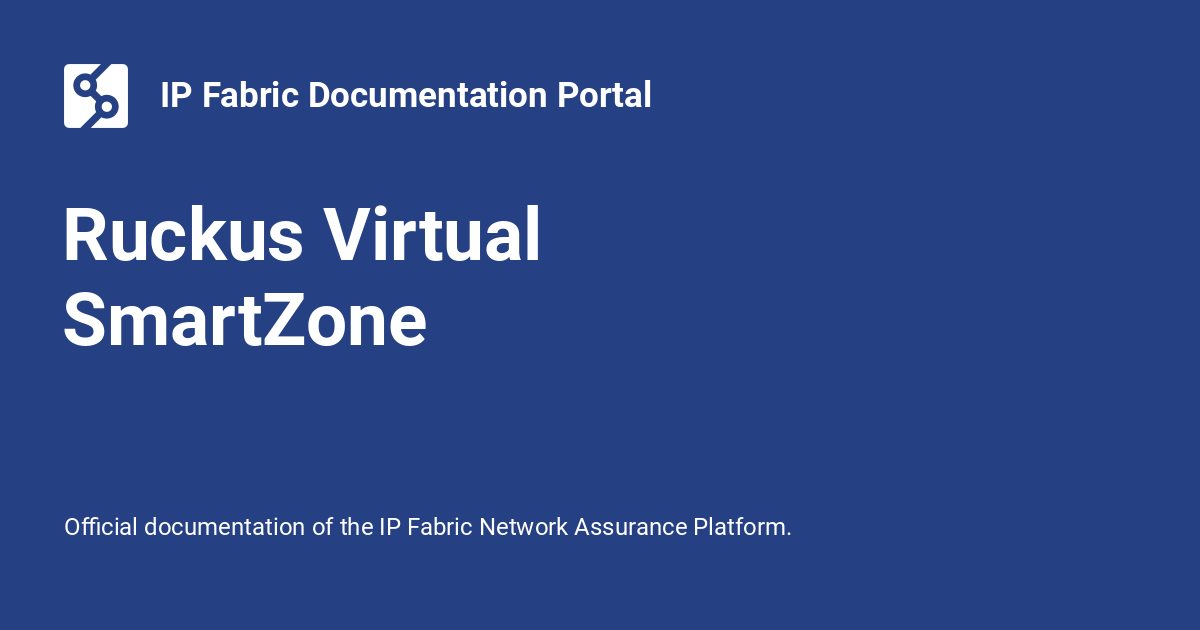 IP Fabric Documentation Portal
Ruckus Virtual
SmartZone
Official documentation of the IP Fabric Network Assurance Platform.